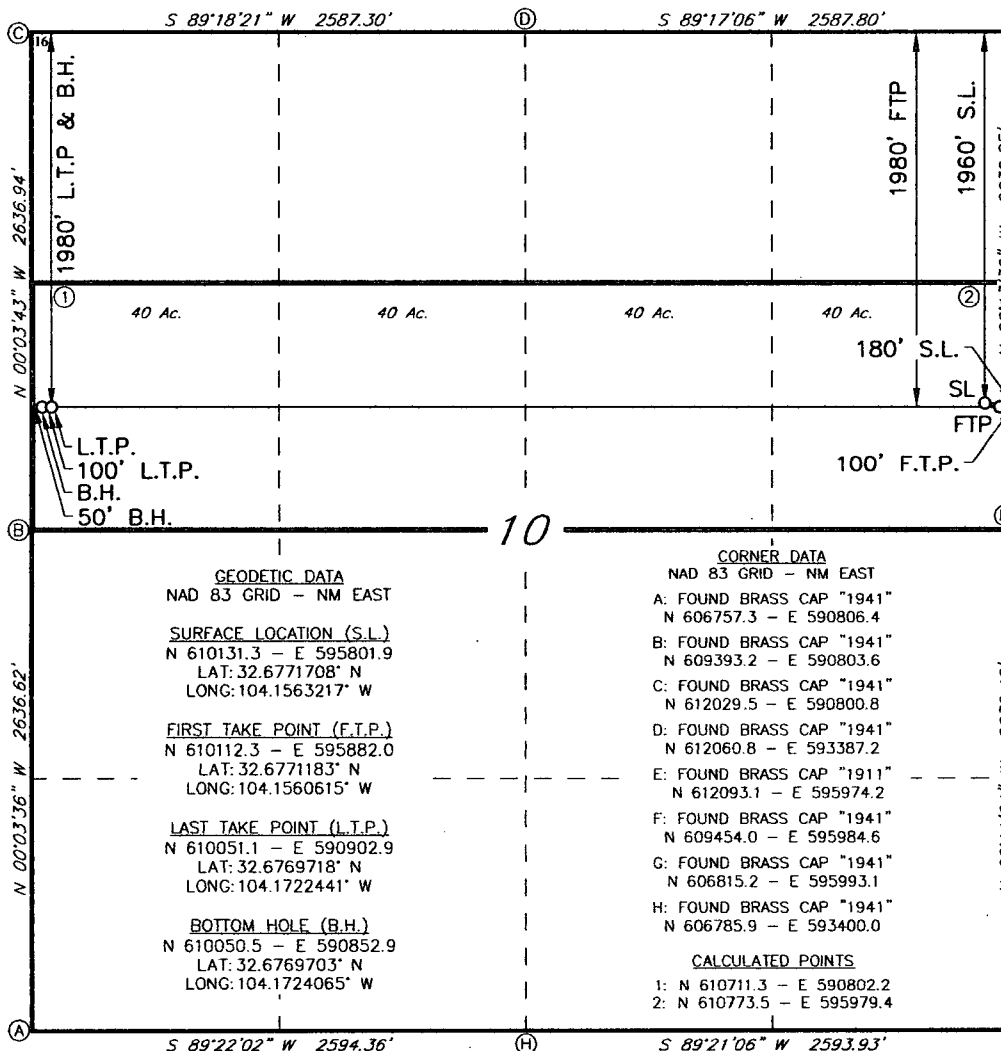 S 89°18'21" W 2587.30'
S 89°17'06" W 2587.80'
C
D
16
1980' L.T.P & B.H.
1980' FTP
1960' S.L.
N 00°03'43" W 2636.94'
1
2
40 Ac.
40 Ac.
40 Ac.
40 Ac.
180' S.L.
SL
FTP
100' F.T.P.
L.T.P.
100' L.T.P.
B.H.
50' B.H.
B
10
GEODETIC DATA
NAD 83 GRID - NM EAST
SURFACE LOCATION (S.L.)
N 610131.3 - E 595801.9
LAT: 32.6771708° N
LONG: 104.1563217° W
FIRST TAKE POINT (F.T.P.)
N 610112.3 - E 595882.0
LAT: 32.6771183° N
LONG: 104.1560615° W
LAST TAKE POINT (L.T.P.)
N 610051.1 - E 590902.9
LAT: 32.6769718° N
LONG: 104.1722441° W
BOTTOM HOLE (B.H.)
N 610050.5 - E 590852.9
LAT: 32.6769703° N
LONG: 104.1724065° W
CORNER DATA
NAD 83 GRID - NM EAST
A: FOUND BRASS CAP "1941"
N 606757.3 - E 590806.4
B: FOUND BRASS CAP "1941"
N 609393.2 - E 590803.6
C: FOUND BRASS CAP "1941"
N 612029.5 - E 590800.8
D: FOUND BRASS CAP "1941"
N 612060.8 - E 593387.2
E: FOUND BRASS CAP "1911"
N 612093.1 - E 595974.2
F: FOUND BRASS CAP "1941"
N 609454.0 - E 595984.6
G: FOUND BRASS CAP "1941"
N 606815.2 - E 595993.1
H: FOUND BRASS CAP "1941"
N 606785.9 - E 593400.0
CALCULATED POINTS
1: N 610711.3 - E 590802.2
2: N 610773.5 - E 595979.4
N 00°03'36" W 2636.62'
A
H
S 89°22'02" W 2594.36'
S 89°21'06" W 2593.93'